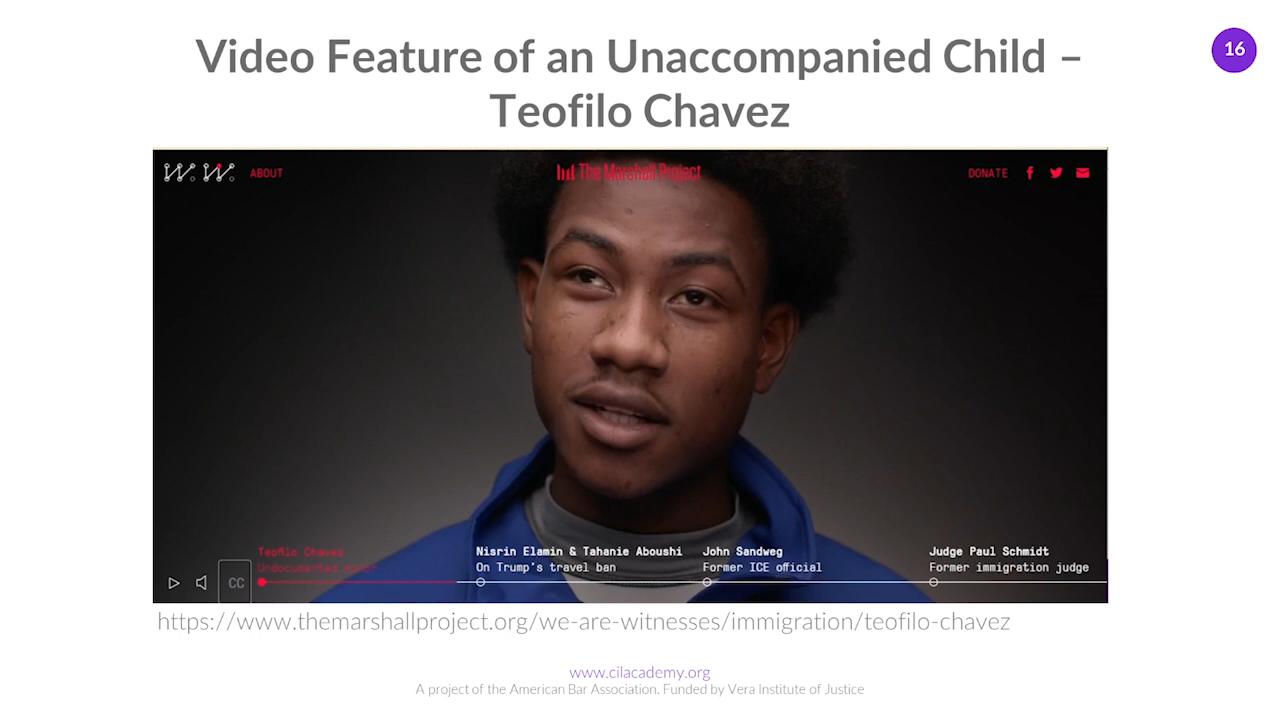 Video Feature of an Unaccompanied Child –
Teofilo Chavez
16
ABOUT
The Marshall Project
DONATE
Teofilo Chavez
Undocumented minor
Nisrin Elamin & Tahanie Aboushi
On Trump's travel ban
John Sandweg
Former ICE official
Judge Paul Schmidt
Former immigration judge
CC
https://www.themarshallproject.org/we-are-witnesses/immigration/teofilo-chavez
www.cilacademy.org
A project of the American Bar Association. Funded by Vera Institute of Justice